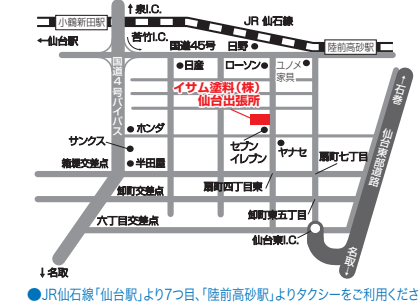 ↑泉I.C.
小鶴新田駅
JR 仙石線
←仙台駅
苦竹I.C.
国道45号
日野
陸前高砂駅
国道4号バイパス
日産
ローソン
ユノメ
家具
イサム塗料(株)
仙台出張所
↑石巻
ホンダ
サンクス
セブン
イレブン
ヤナセ
扇町七丁目
仙台東部道路
箱堤交差点
半田屋
扇町四丁目東
卸町交差点
卸町東五丁目
六丁目交差点
仙台東I.C.
↓名取
名取↓
●JR仙石線「仙台駅」より7つ目、「陸前高砂駅」よりタクシーをご利用くださ